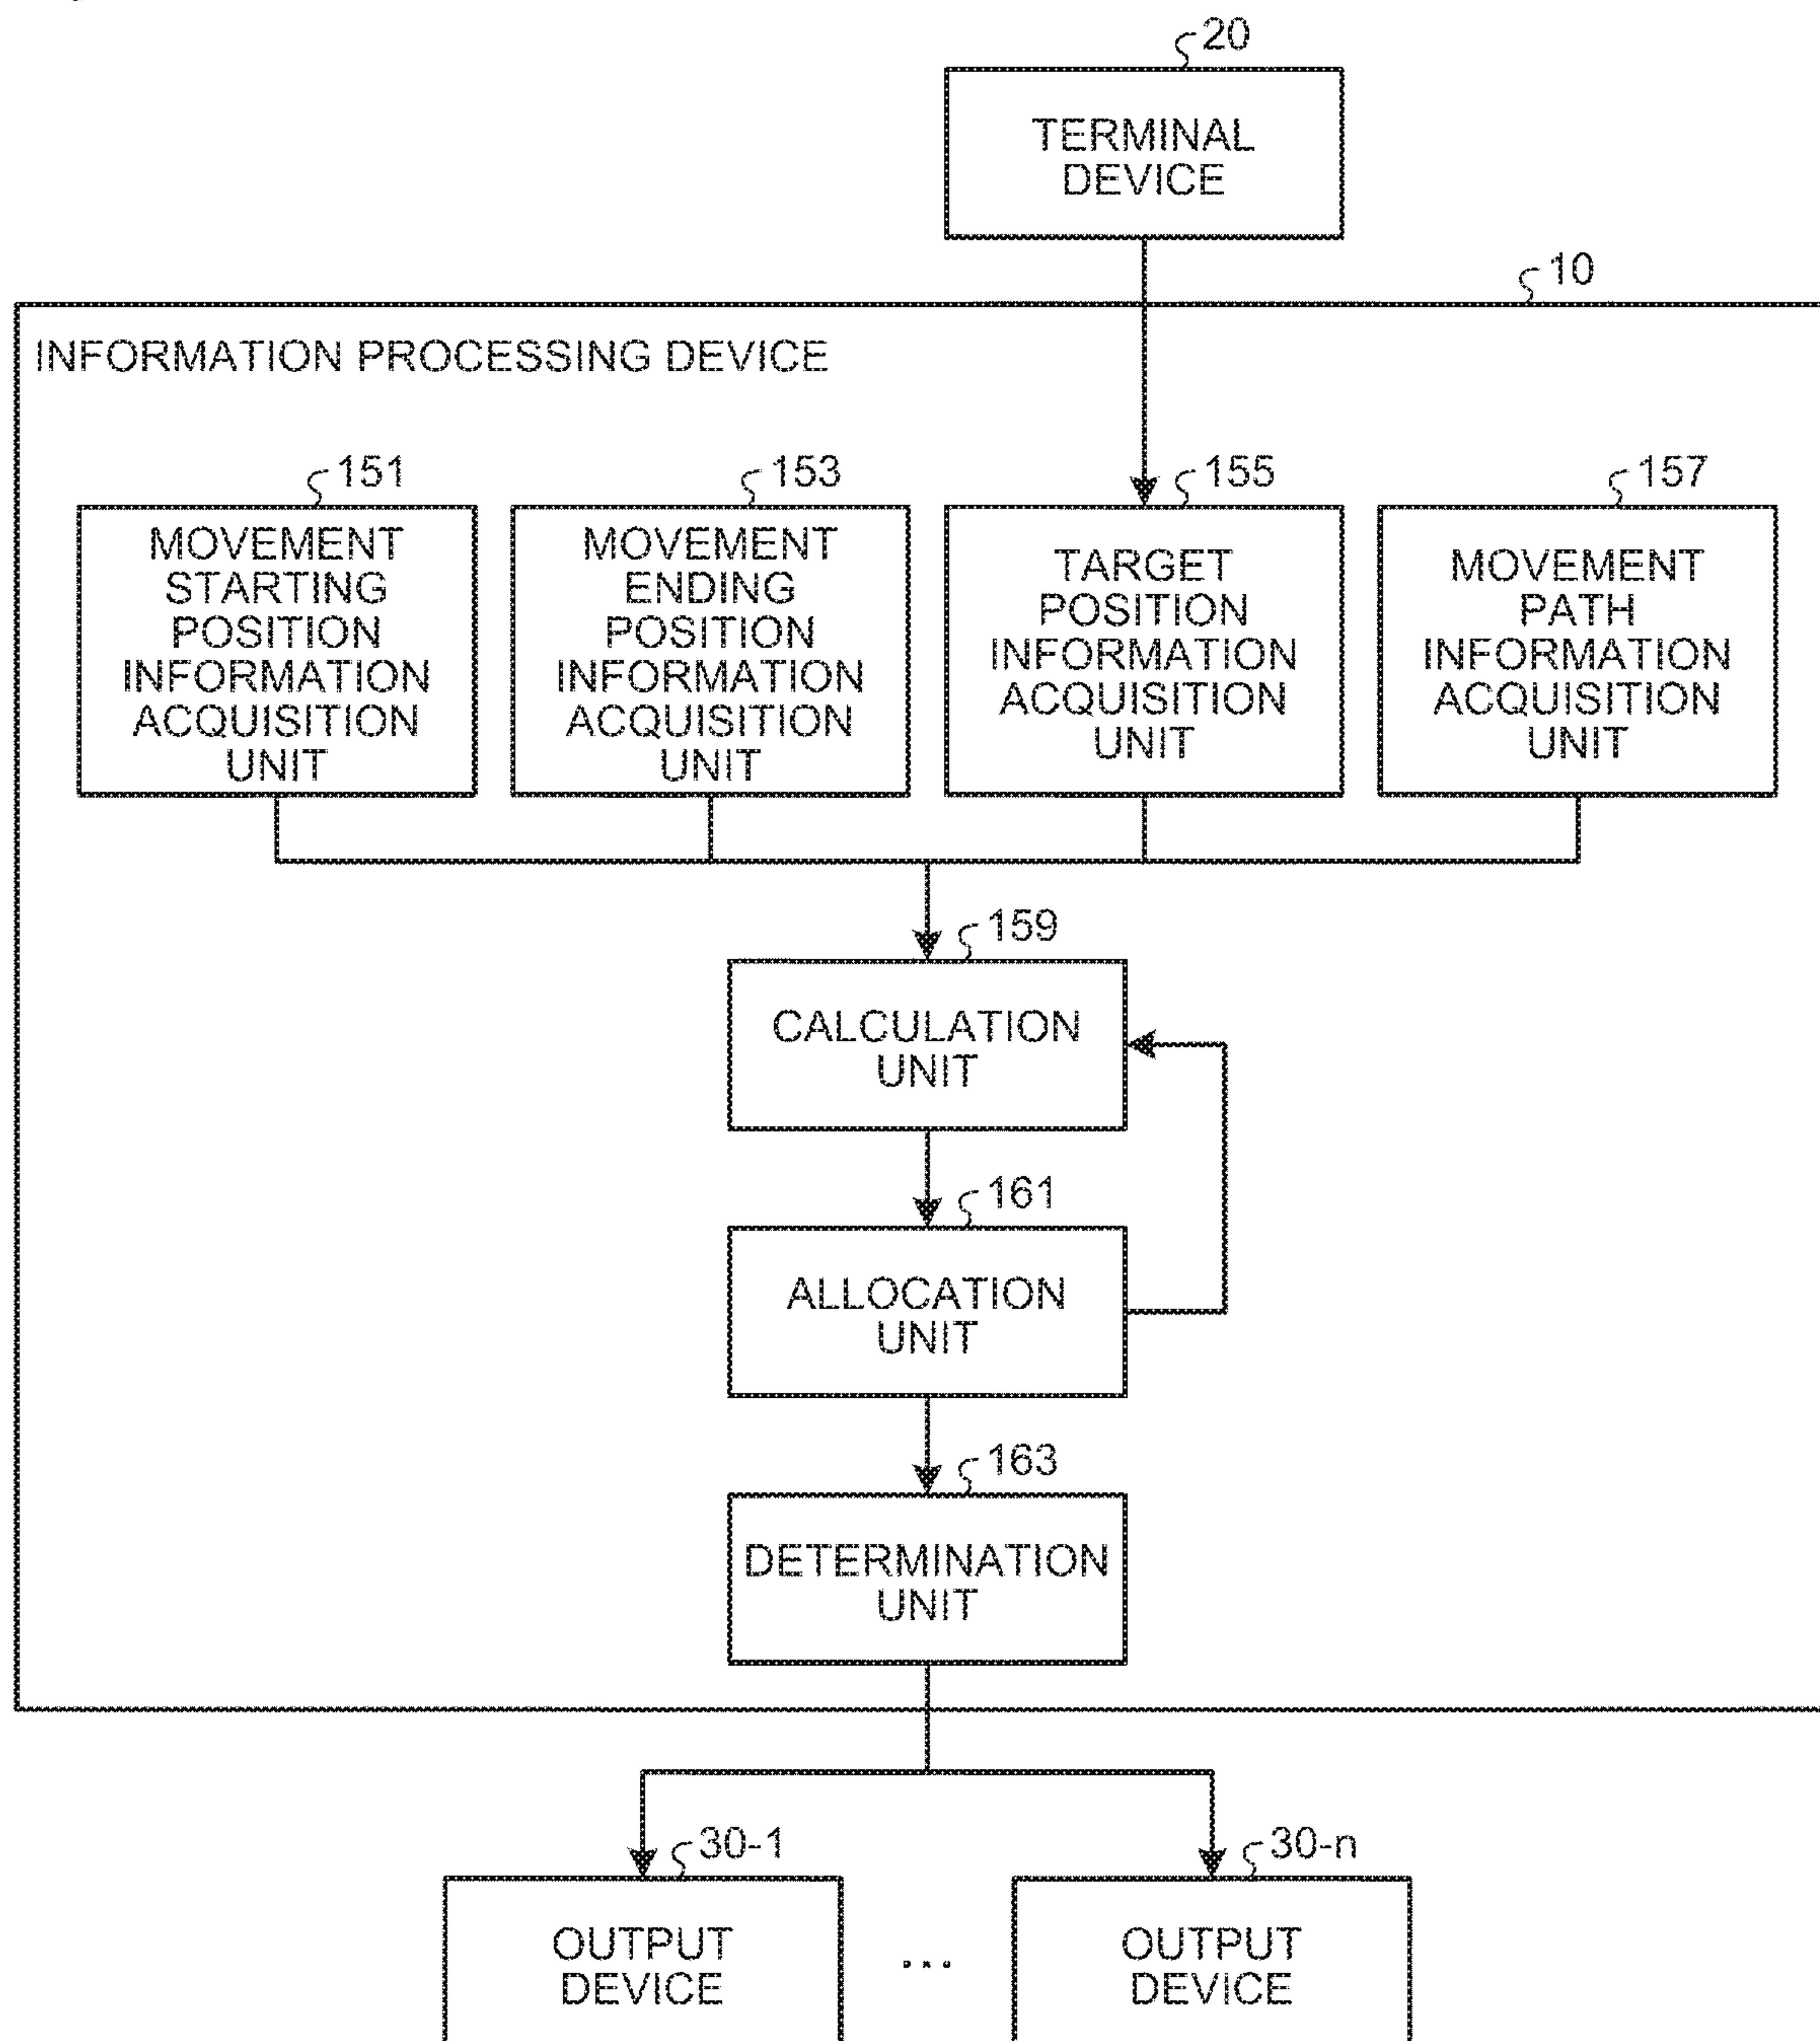 20
TERMINAL
DEVICE
10
INFORMATION PROCESSING DEVICE
151
MOVEMENT
STARTING
POSITION
INFORMATION
ACQUISITION
UNIT
153
MOVEMENT
ENDING
POSITION
INFORMATION
ACQUISITION
UNIT
155
TARGET
POSITION
INFORMATION
ACQUISITION
UNIT
157
MOVEMENT
PATH
INFORMATION
ACQUISITION
UNIT
159
CALCULATION
UNIT
161
ALLOCATION
UNIT
163
DETERMINATION
UNIT
30-1
OUTPUT
DEVICE
...
30-n
OUTPUT
DEVICE